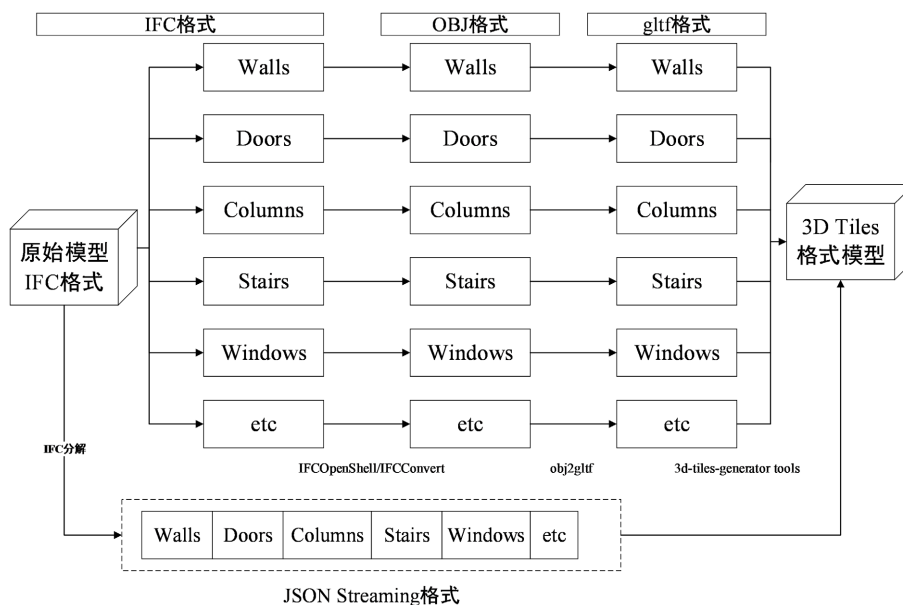 IFC格式 OBJ格式 gltf格式
Walls Walls Walls
Doors Doors Doors
Columns Columns Columns
原始模型
IFC格式
3D Tiles
格式模型
Stairs Stairs Stairs
Windows Windows Windows
etc etc etc
IFC分解
IFCOpenShell/IFCConvert obj2gltf 3d-tiles-generator tools
Walls Doors Columns Stairs Windows etc
JSON Streaming格式